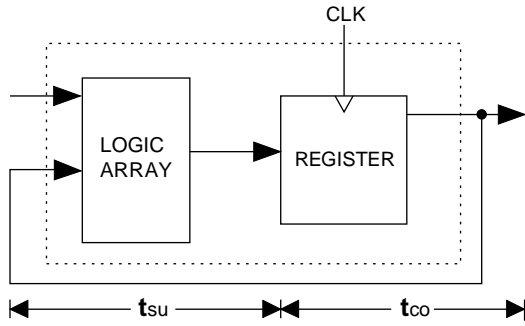 CLK
LOGIC
ARRAY
REGISTER
tsu
tco